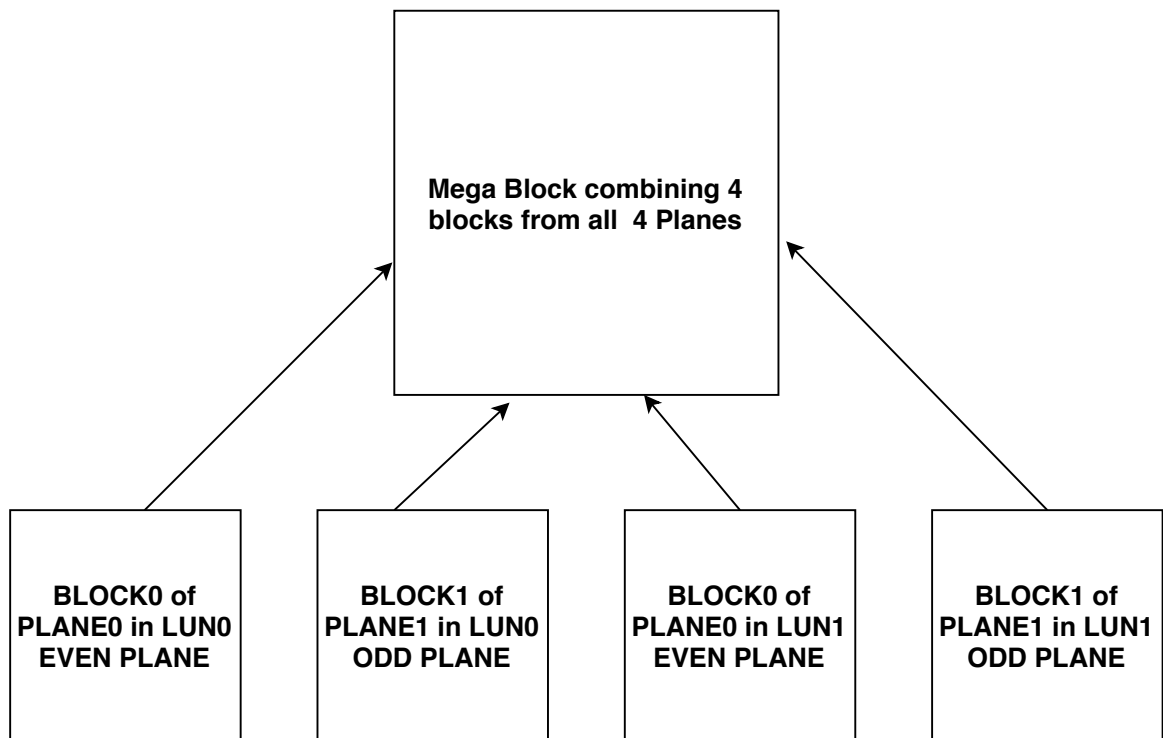 Mega Block combining 4
blocks from all  4 Planes
BLOCK0 of
PLANE0 in LUN0
EVEN PLANE
BLOCK1 of
PLANE1 in LUN0
ODD PLANE
BLOCK0 of
PLANE0 in LUN1
EVEN PLANE
BLOCK1 of
PLANE1 in LUN1
ODD PLANE